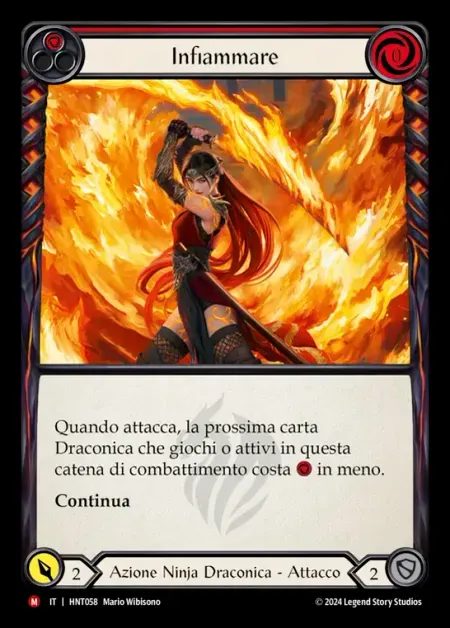 0
Infiammare
Quando attacca, la prossima carta
Draconica che giochi o attivi in questa
catena di combattimento costa in meno.
Continua
2
Azione Ninja Draconica - Attacco
2
M IT | HNT058 Mario Wibisono
© 2024 Legend Story Studios